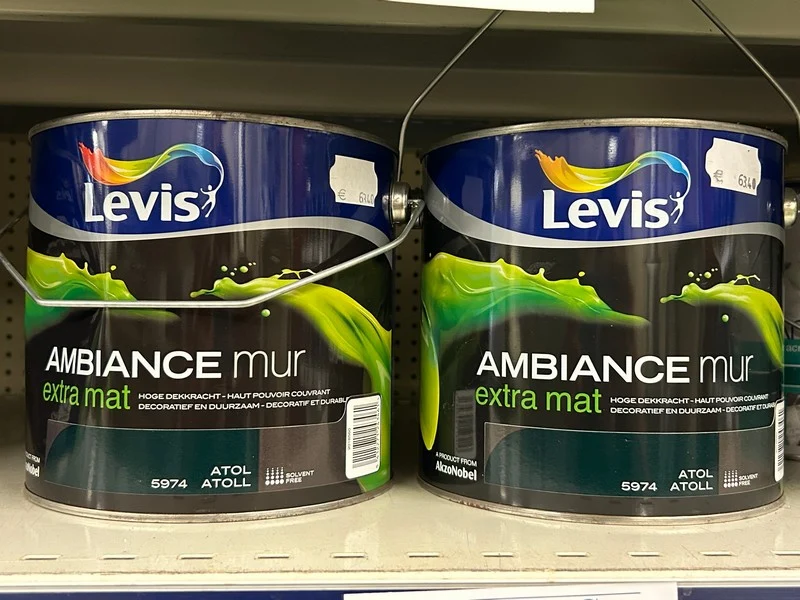 Levis
€ 63.40
AMBIANCE mur
extra mat
HOGE DEKKRACHT - HAUT POUVOIR COUVRANT
DECORATIEF EN DUURZAAM - DECORATIF ET DURABLE
ATOL
5974 ATOLL
SOLVENT
FREE
Levis
€ 63.40
AMBIANCE mur
extra mat
HOGE DEKKRACHT - HAUT POUVOIR COUVRANT
DECORATIEF EN DUURZAAM - DECORATIF ET DURAB
A PRODUCT FROM
AkzoNobel
ATOL
5974 ATOLL
SOLVENT
FREE